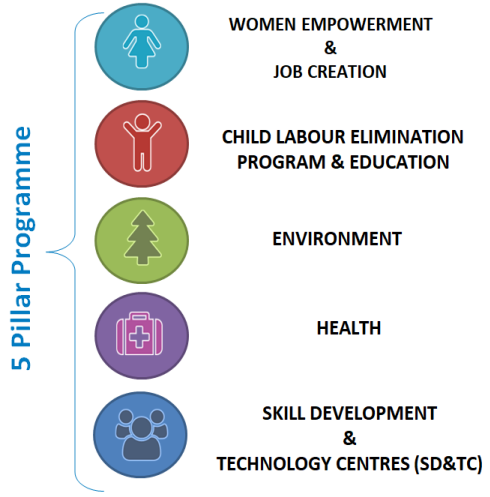 5 Pillar Programme
WOMEN EMPOWERMENT
&
JOB CREATION
CHILD LABOUR ELIMINATION
PROGRAM & EDUCATION
ENVIRONMENT
HEALTH
SKILL DEVELOPMENT
&
TECHNOLOGY CENTRES (SD&TC)